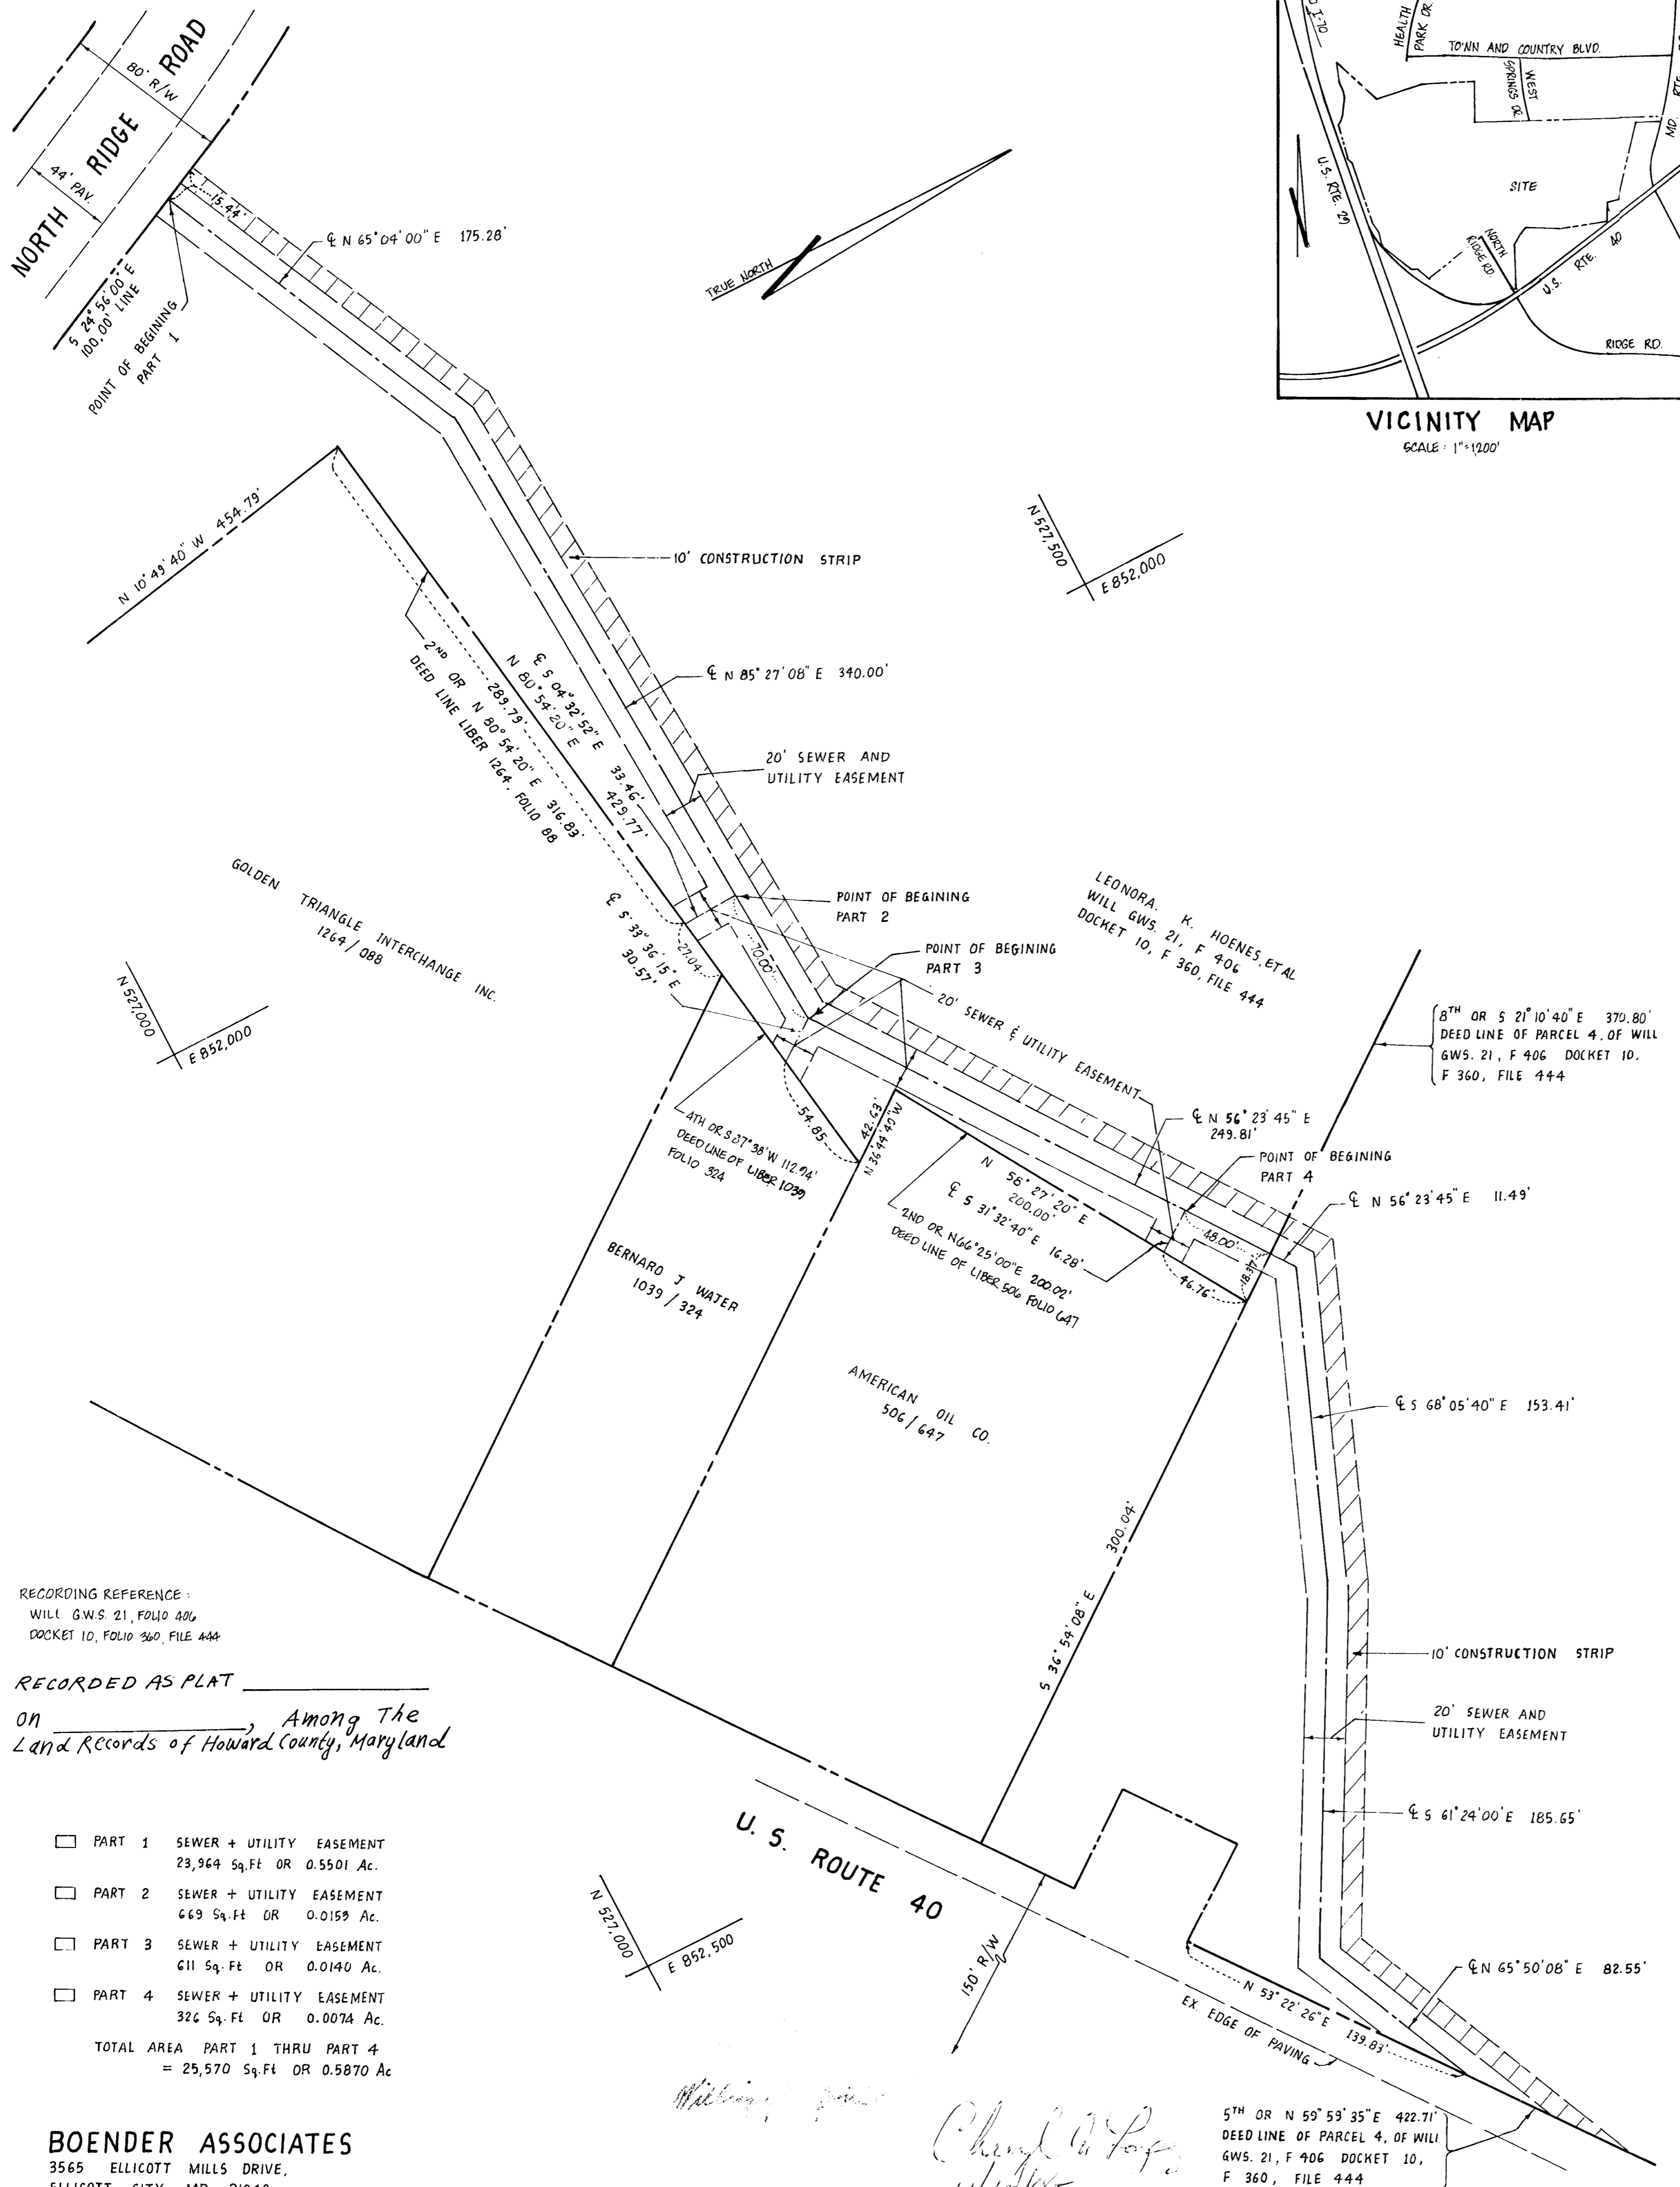 NORTH RIDGE ROAD
80' R/W
44' PAV.
15.44'
℄ N 65°04'00" E 175.28'
S 24°56'00" E
100.00' LINE
POINT OF BEGINING
PART 1
TRUE NORTH
I-70
HEALTH
PARK DR
TOWN AND COUNTRY BLVD.
WEST
SPRINGS DR.
MD. RTE
U.S. RTE. 29
SITE
NORTH
RIDGE RD.
U.S. RTE. 40
RIDGE RD.
VICINITY MAP
SCALE: 1"=1200'
N 10°49'40" W 454.79'
10' CONSTRUCTION STRIP
N 527,500
E 852,000
℄ N 85°27'08" E 340.00'
℄ S 04°32'52" E 33.46'
N 80°54'20" E 429.77'
289.79'
2ND OR N 80°54'20" E 316.83'
DEED LINE LIBER 1264, FOLIO 88
20' SEWER AND
UTILITY EASEMENT
GOLDEN TRIANGLE INTERCHANGE INC.
1264 / 088
POINT OF BEGINING
PART 2
POINT OF BEGINING
PART 3
LEONORA. K. HOENES, ET AL
WILL GWS. 21, F 406
DOCKET 10, F 360, FILE 444
℄ S 33°36'15" E
30.57'
27.04'
70.00'
20' SEWER & UTILITY EASEMENT
N 527,000
E 852,000
8TH OR S 21°10'40" E 370.80'
DEED LINE OF PARCEL 4, OF WILL
GWS. 21, F 406 DOCKET 10,
F 360, FILE 444
54.85'
42.63'
N 36°44'40" W
4TH OR S 87°38' W 112.94'
DEED LINE OF LIBER 1039
FOLIO 324
℄ N 56°23'45" E
249.81'
POINT OF BEGINING
PART 4
℄ N 56°23'45" E 11.49'
N 58°27'20" E
200.00'
℄ S 31°32'40" E 16.28'
2ND OR N 66°25'00" E 200.02'
DEED LINE OF LIBER 506 FOLIO 647
48.00'
46.76'
18.37'
BERNARO J WATER
1039 / 324
AMERICAN OIL CO.
506 / 647
℄ S 68°05'40" E 153.41'
S 36°54'08" E 300.04'
10' CONSTRUCTION STRIP
20' SEWER AND
UTILITY EASEMENT
℄ S 61°24'00" E 185.65'
RECORDING REFERENCE :
WILL G.W.S. 21, FOLIO 406
DOCKET 10, FOLIO 360, FILE 444
RECORDED AS PLAT
on , Among The
Land Records of Howard County, Maryland
PART 1 SEWER + UTILITY EASEMENT
23,964 Sq.Ft OR 0.5501 Ac.
PART 2 SEWER + UTILITY EASEMENT
669 Sq.Ft OR 0.0153 Ac.
PART 3 SEWER + UTILITY EASEMENT
611 Sq.Ft OR 0.0140 Ac.
PART 4 SEWER + UTILITY EASEMENT
326 Sq.Ft OR 0.0074 Ac.
TOTAL AREA PART 1 THRU PART 4
= 25,570 Sq.Ft OR 0.5870 Ac
U. S. ROUTE 40
N 527,000
E 852,500
150' R/W
℄ N 65°50'08" E 82.55'
N 53°22'26" E 139.83'
EX EDGE OF PAVING
5TH OR N 59°59'35" E 422.71'
DEED LINE OF PARCEL 4, OF WILL
GWS. 21, F 406 DOCKET 10,
F 360, FILE 444
BOENDER ASSOCIATES
3565 ELLICOTT MILLS DRIVE,
ELLICOTT CITY MD.